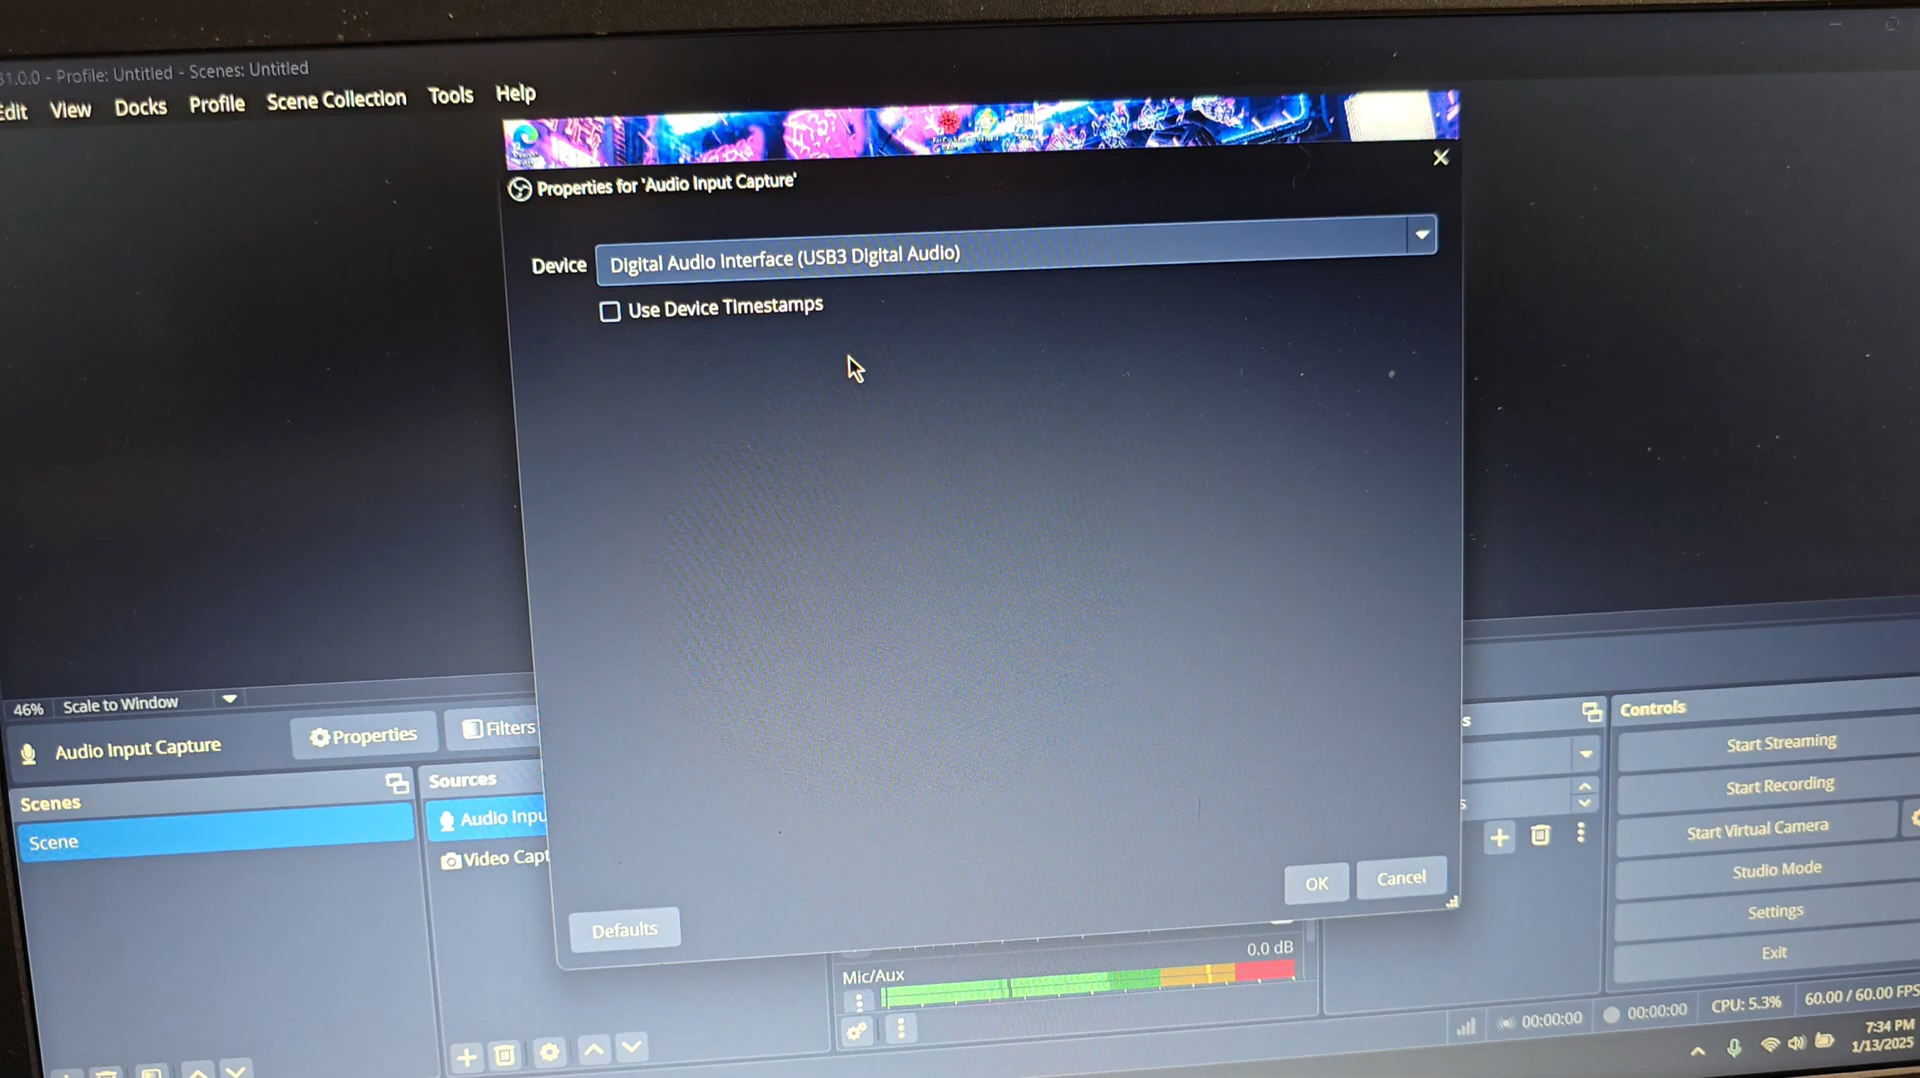 31.0.0 - Profile: Untitled - Scenes: Untitled
Edit View Docks Profile Scene Collection Tools Help
Properties for 'Audio Input Capture'
Device Digital Audio Interface (USB3 Digital Audio)
Use Device Timestamps
46% Scale to Window
Audio Input Capture Properties Filters
Scenes
Scene
Sources
Audio Inpu
Video Capt
Defaults
OK Cancel
0.0 dB
Mic/Aux
s
s
Controls
Start Streaming
Start Recording
Start Virtual Camera
Studio Mode
Settings
Exit
00:00:00 00:00:00 CPU: 5.3% 60.00 / 60.00 FPS
7:34 PM
1/13/2025